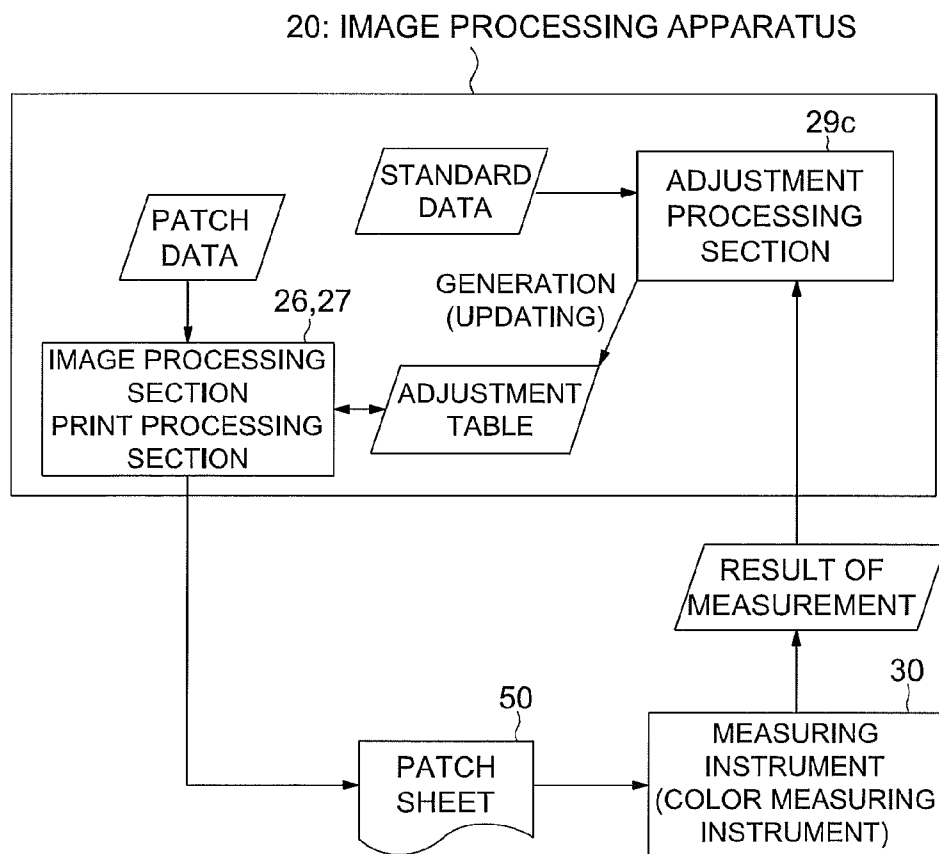 20: IMAGE PROCESSING APPARATUS
29c
STANDARD
DATA
ADJUSTMENT
PROCESSING
SECTION
PATCH
DATA
GENERATION
(UPDATING)
26,27
IMAGE PROCESSING
SECTION
PRINT PROCESSING
SECTION
ADJUSTMENT
TABLE
RESULT OF
MEASUREMENT
50
PATCH
SHEET
30
MEASURING
INSTRUMENT
(COLOR MEASURING
INSTRUMENT)